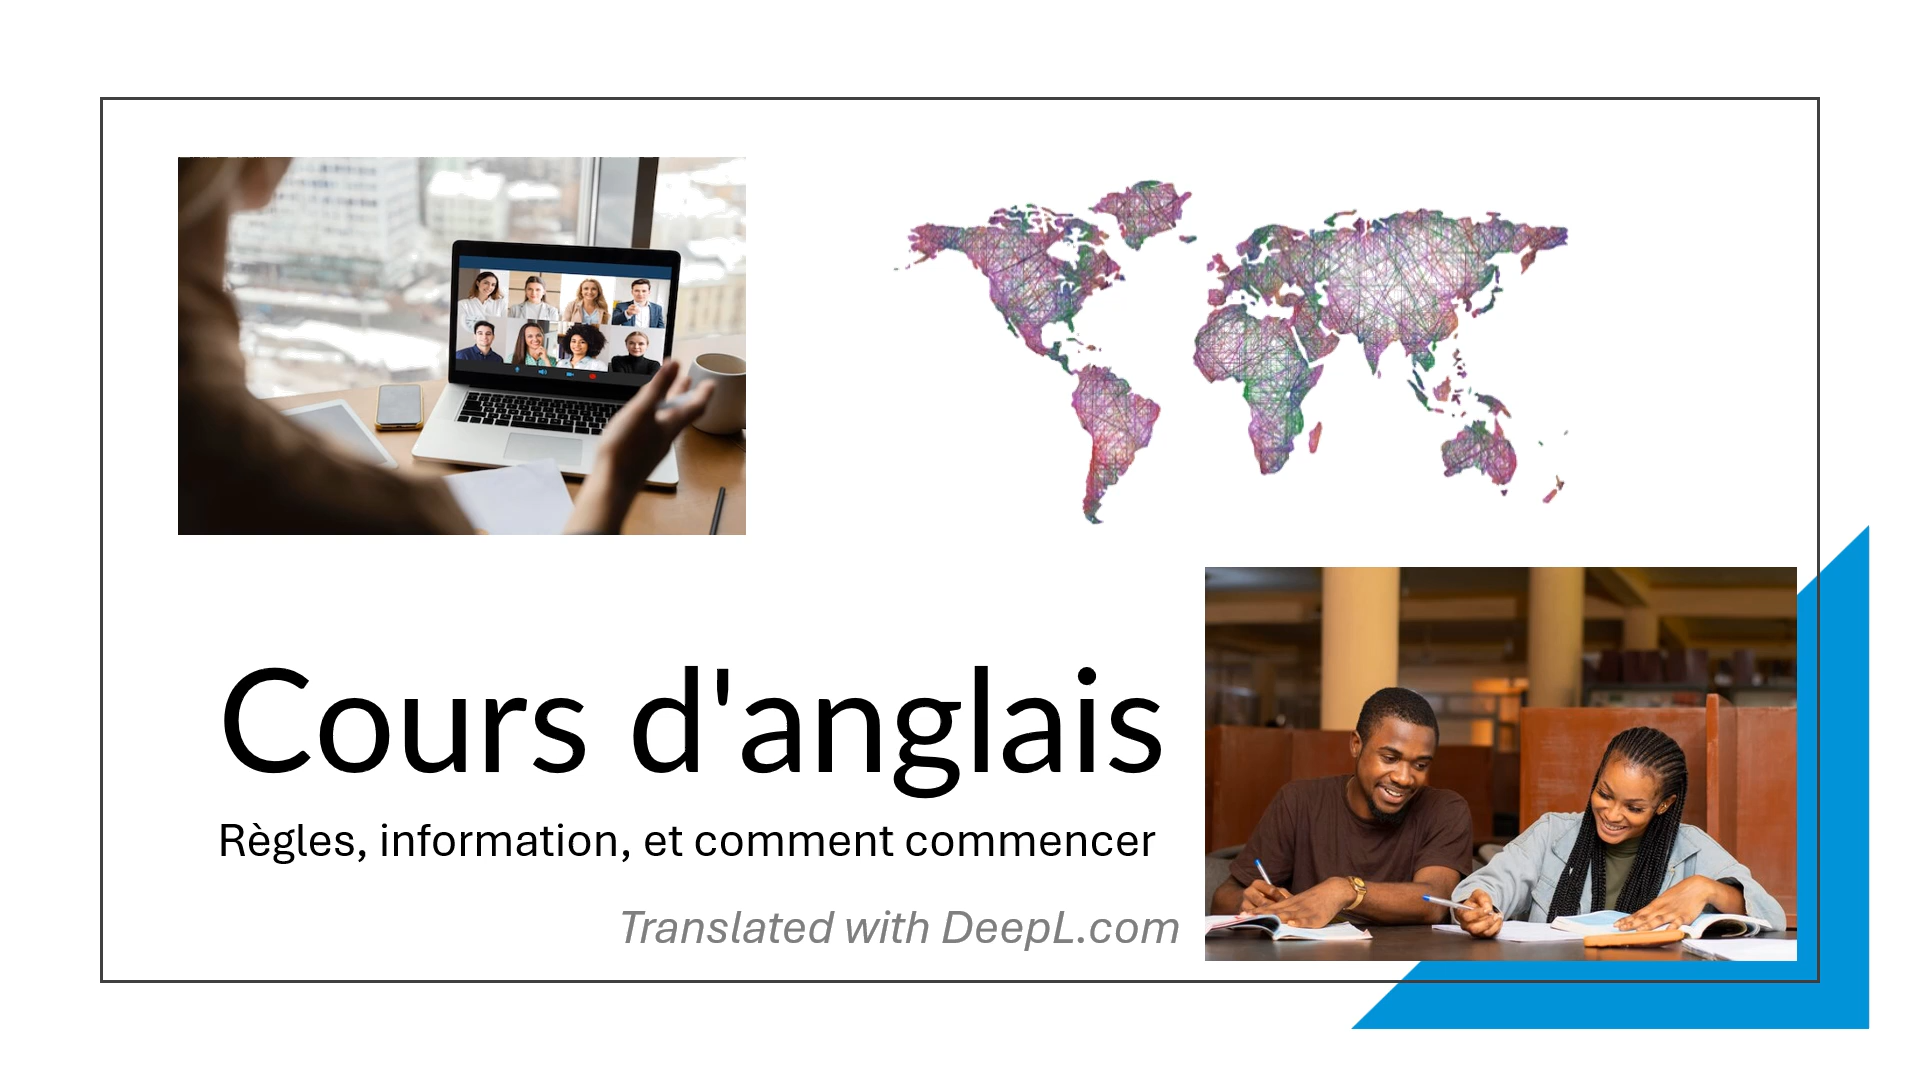 Cours d'anglais
Règles, information, et comment commencer
Translated with DeepL.com